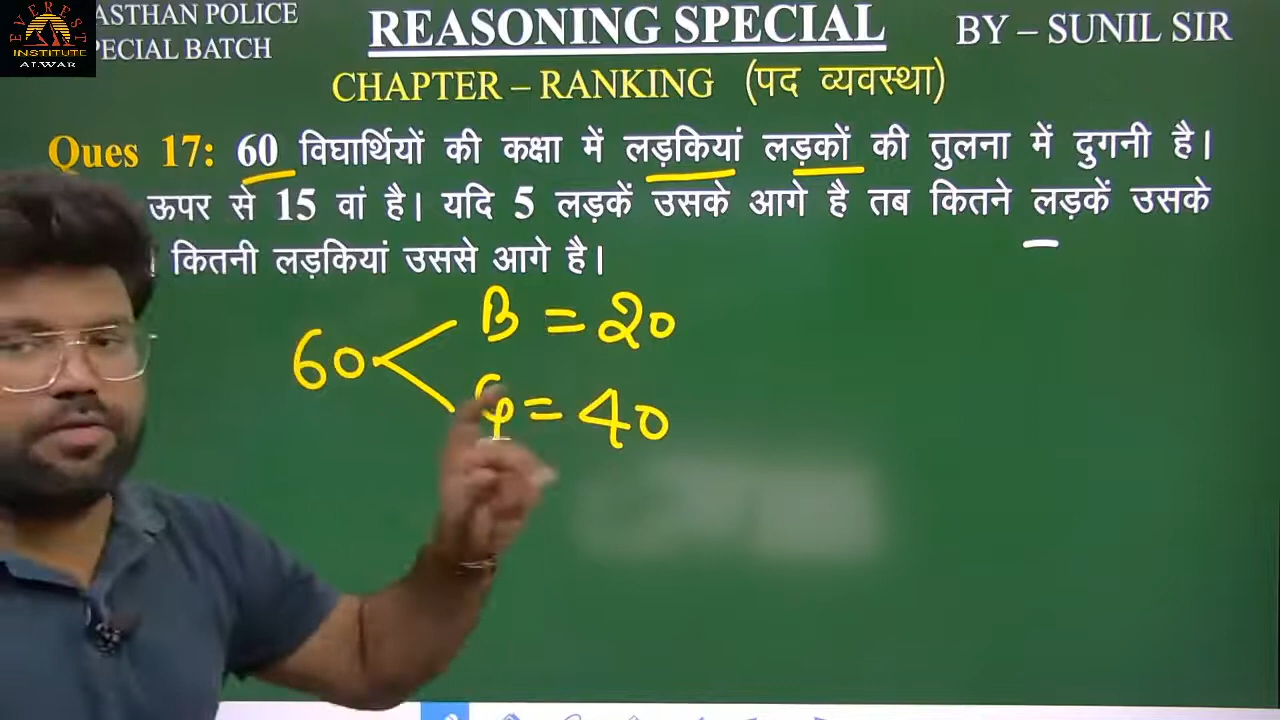 EVEREST
INSTITUTE
ALWAR
ASTHAN POLICE
PECIAL BATCH
REASONING SPECIAL
BY – SUNIL SIR
CHAPTER – RANKING (पद व्यवस्था)
Ques 17: 60 विघार्थियों की कक्षा में लड़कियां लड़कों की तुलना में दुगनी है।
ऊपर से 15 वां है। यदि 5 लड़कें उसके आगे है तब कितने लड़कें उसके
कितनी लड़कियां उससे आगे है।
B = 20
60
G = 40